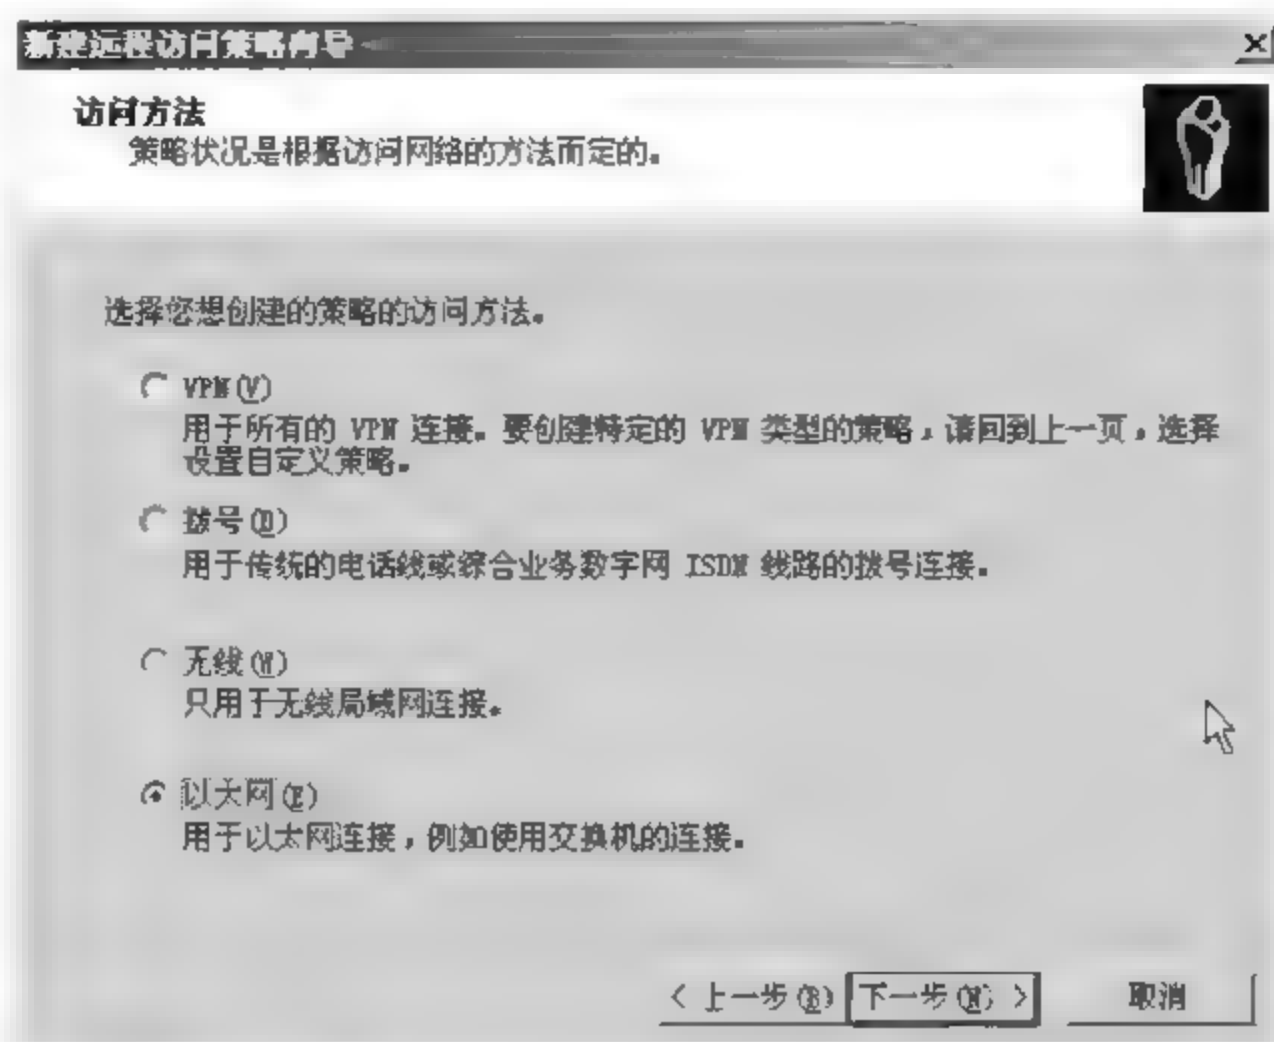 新建远程访问策略向导
访问方法
策略状况是根据访问网络的方法而定的。
选择您想创建的策略的访问方法。
VPN(V)
用于所有的 VPN 连接。要创建特定的 VPN 类型的策略，请回到上一页，选择
设置自定义策略。
拨号(D)
用于传统的电话线或综合业务数字网 ISDN 线路的拨号连接。
无线(W)
只用于无线局域网连接。
以太网(E)
用于以太网连接，例如使用交换机的连接。
< 上一步(B) 下一步(N) > 取消